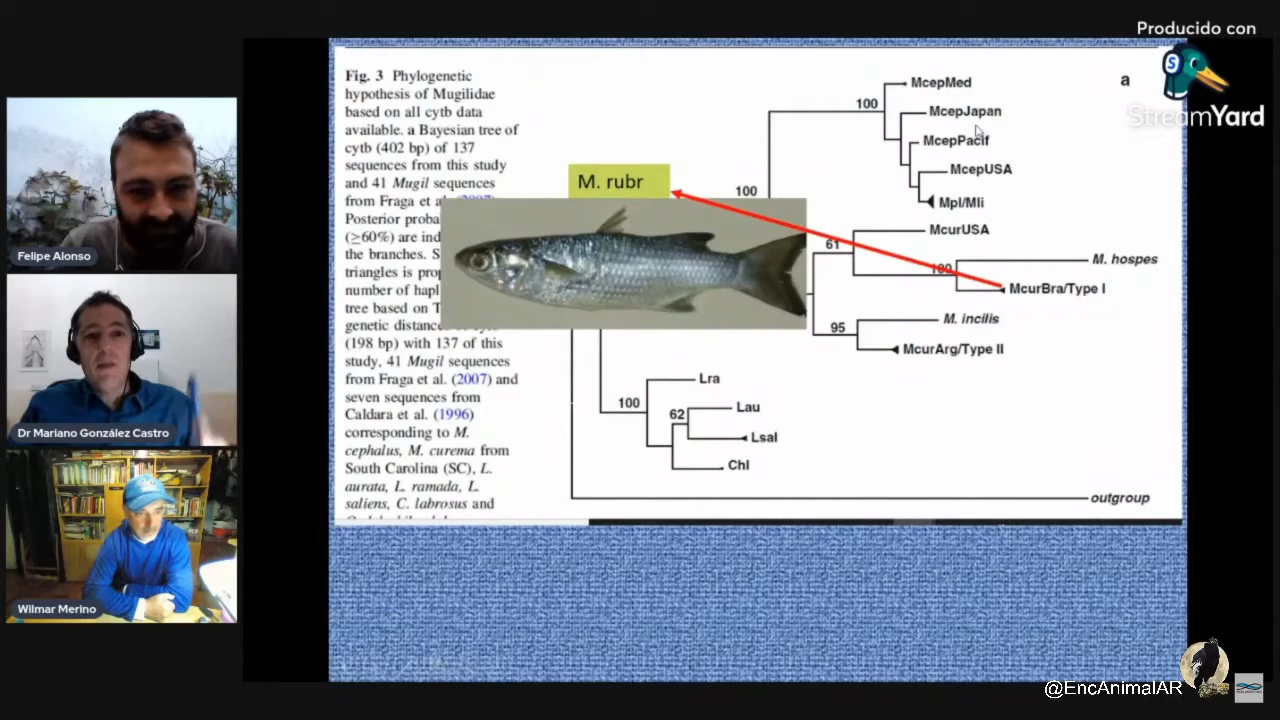 Producido con
StreamYard
Felipe Alonso
Dr Mariano González Castro
Wilmar Merino
Fig. 3 Phylogenetic
hypothesis of Mugilidae
based on all cytb data
available. a Bayesian tree of
cytb (402 bp) of 137
sequences from this study
and 41 Mugil sequences
from Fraga et a
Posterior proba
(≥60%) are ind
the branches. S
triangles is prop
number of hapl
tree based on T
genetic distanc
(198 bp) with 137 of this
study, 41 Mugil sequences
from Fraga et al. (2007) and
seven sequences from
Caldara et al. (1996)
corresponding to M.
cephalus, M. curema from
South Carolina (SC), L.
aurata, L. ramada, L.
saliens, C. labrosus and
M. rubr
a
McepMed
100
McepJapan
McepPacif
McepUSA
100
Mpl/Mli
McurUSA
61
M. hospes
100
McurBra/Type I
M. incilis
95
McurArg/Type II
Lra
100
Lau
62
Lsal
Chl
outgroup
@EncAnimalAR